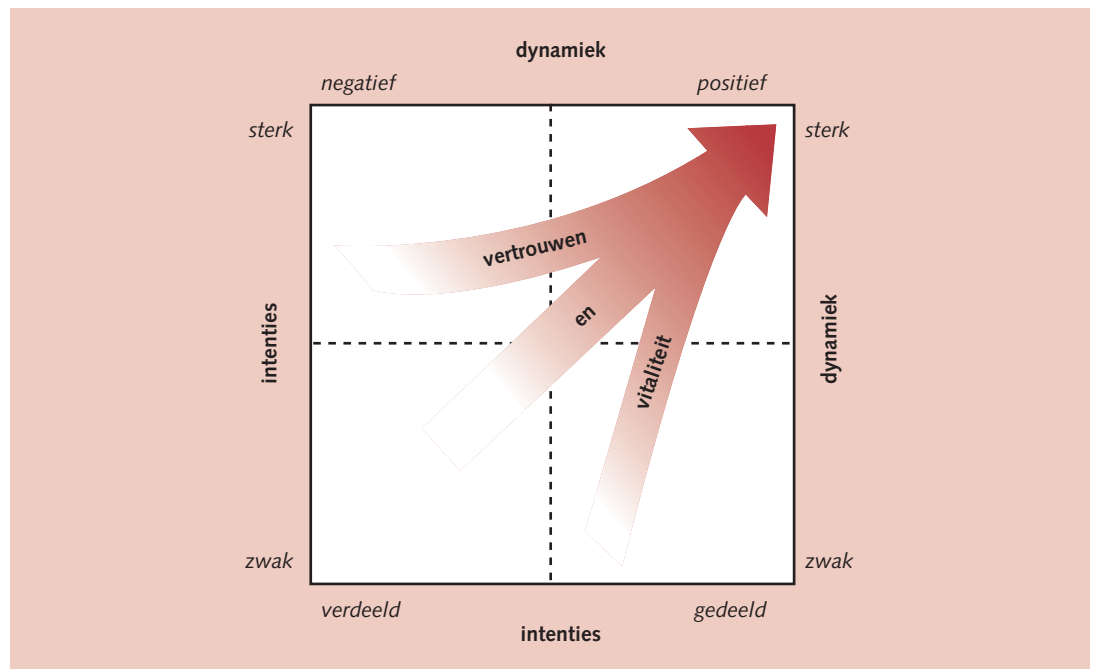 dynamiek
negatief
positief
sterk
sterk
vertrouwen
en
vitaliteit
intenties
dynamiek
zwak
zwak
verdeeld
gedeeld
intenties